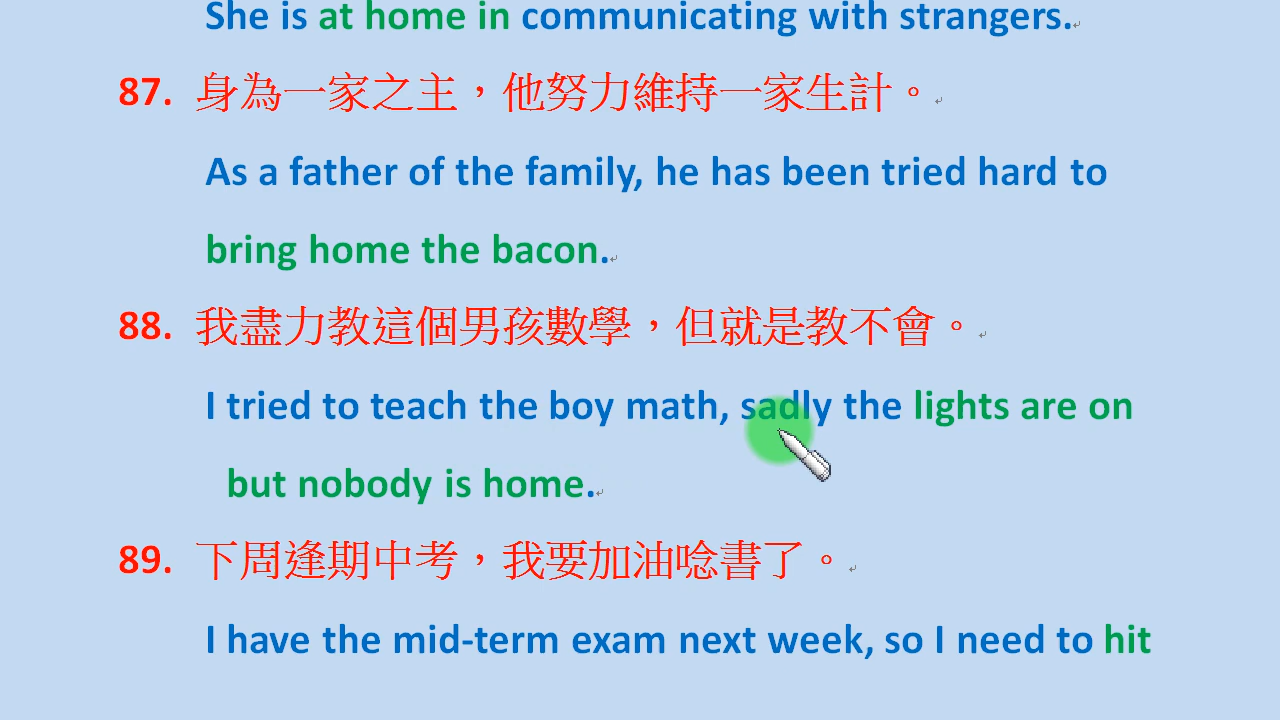 She is at home in communicating with strangers.
87. 身為一家之主，他努力維持一家生計。
As a father of the family, he has been tried hard to
bring home the bacon.
88. 我盡力教這個男孩數學，但就是教不會。
I tried to teach the boy math, sadly the lights are on
but nobody is home.
89. 下周逢期中考，我要加油唸書了。
I have the mid-term exam next week, so I need to hit